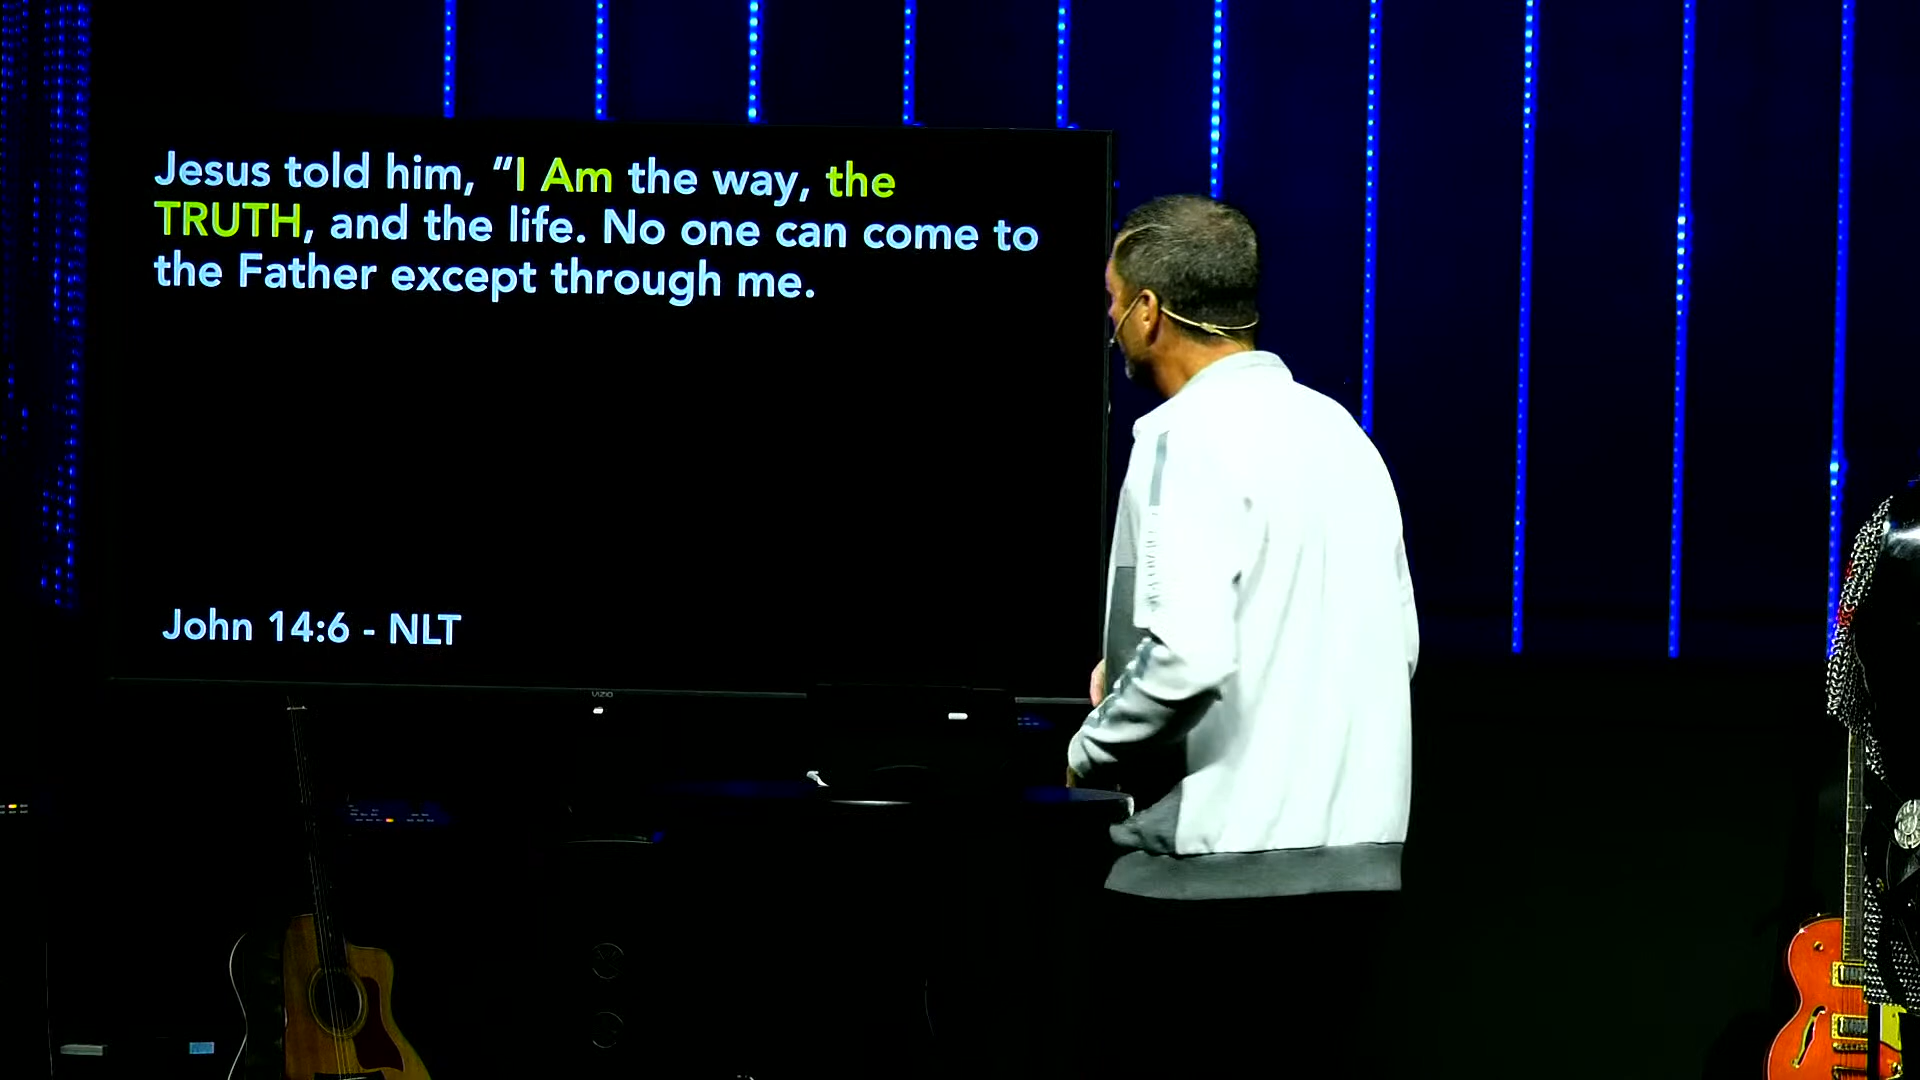 Jesus told him, “I Am the way, the
TRUTH, and the life. No one can come to
the Father except through me.
John 14:6 - NLT
VIZIO